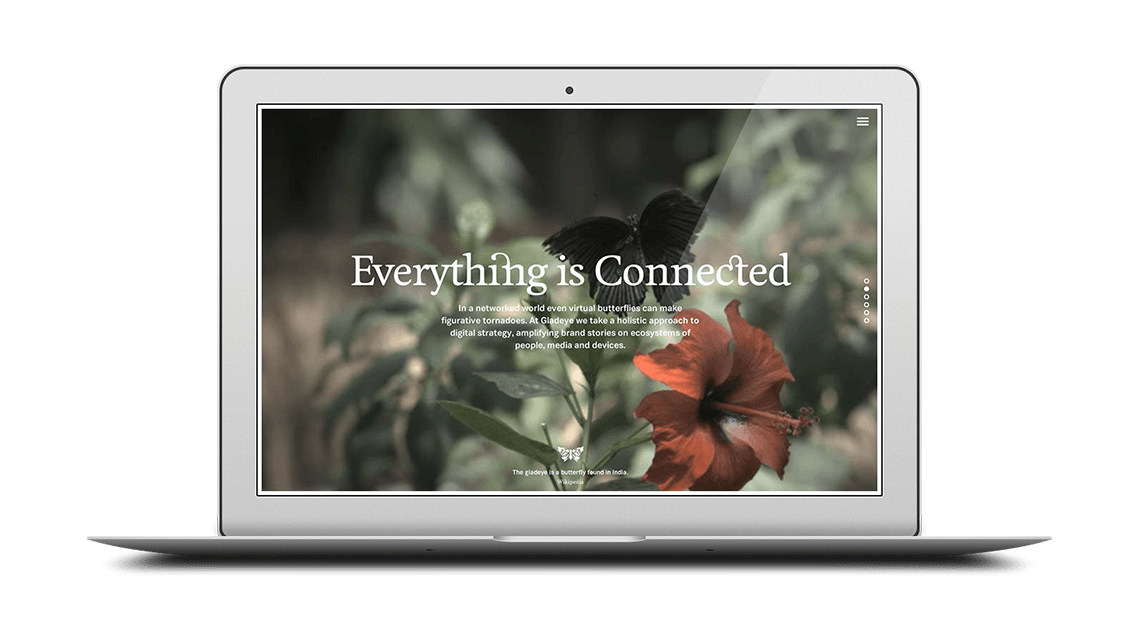 Everything is Connected
In a networked world even virtual butterflies can make
figurative tornadoes. At Gladeye we take a holistic approach to
digital strategy, amplifying brand stories on ecosystems of
people, media and devices.
The gladeye is a butterfly found in India.
Wikipedia